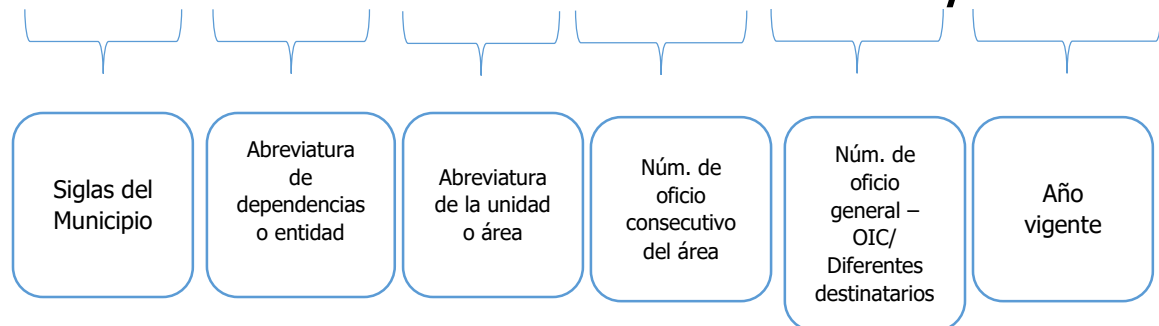 Siglas del
Municipio
Abreviatura
de
dependencias
o entidad
Abreviatura
de la unidad
o área
Núm. de
oficio
consecutivo
del área
Núm. de
oficio
general –
OIC/
Diferentes
destinatarios
Año
vigente